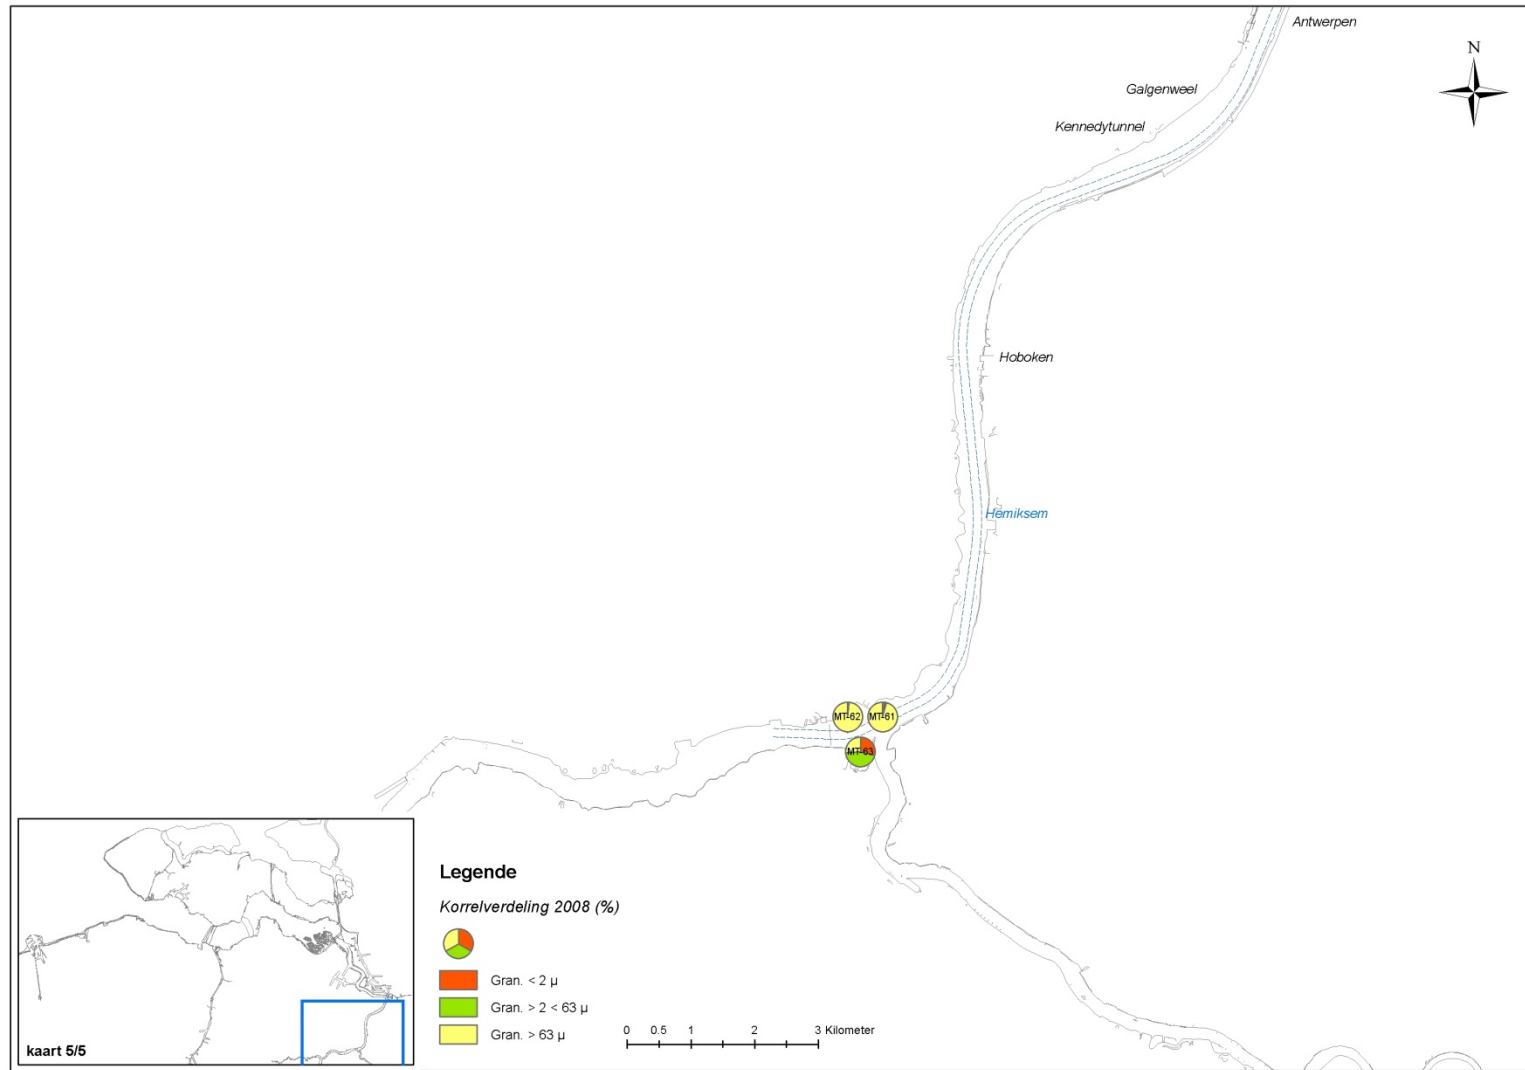 Antwerpen
N
Galgenweel
Kennedytunnel
Hoboken
Hemiksem
MT-62
MT-61
MT-63
Legende
Korrelverdeling 2008 (%)
Gran. < 2 µ
Gran. > 2 < 63 µ
Gran. > 63 µ
0 0.5 1 2 3 Kilometer
kaart 5/5